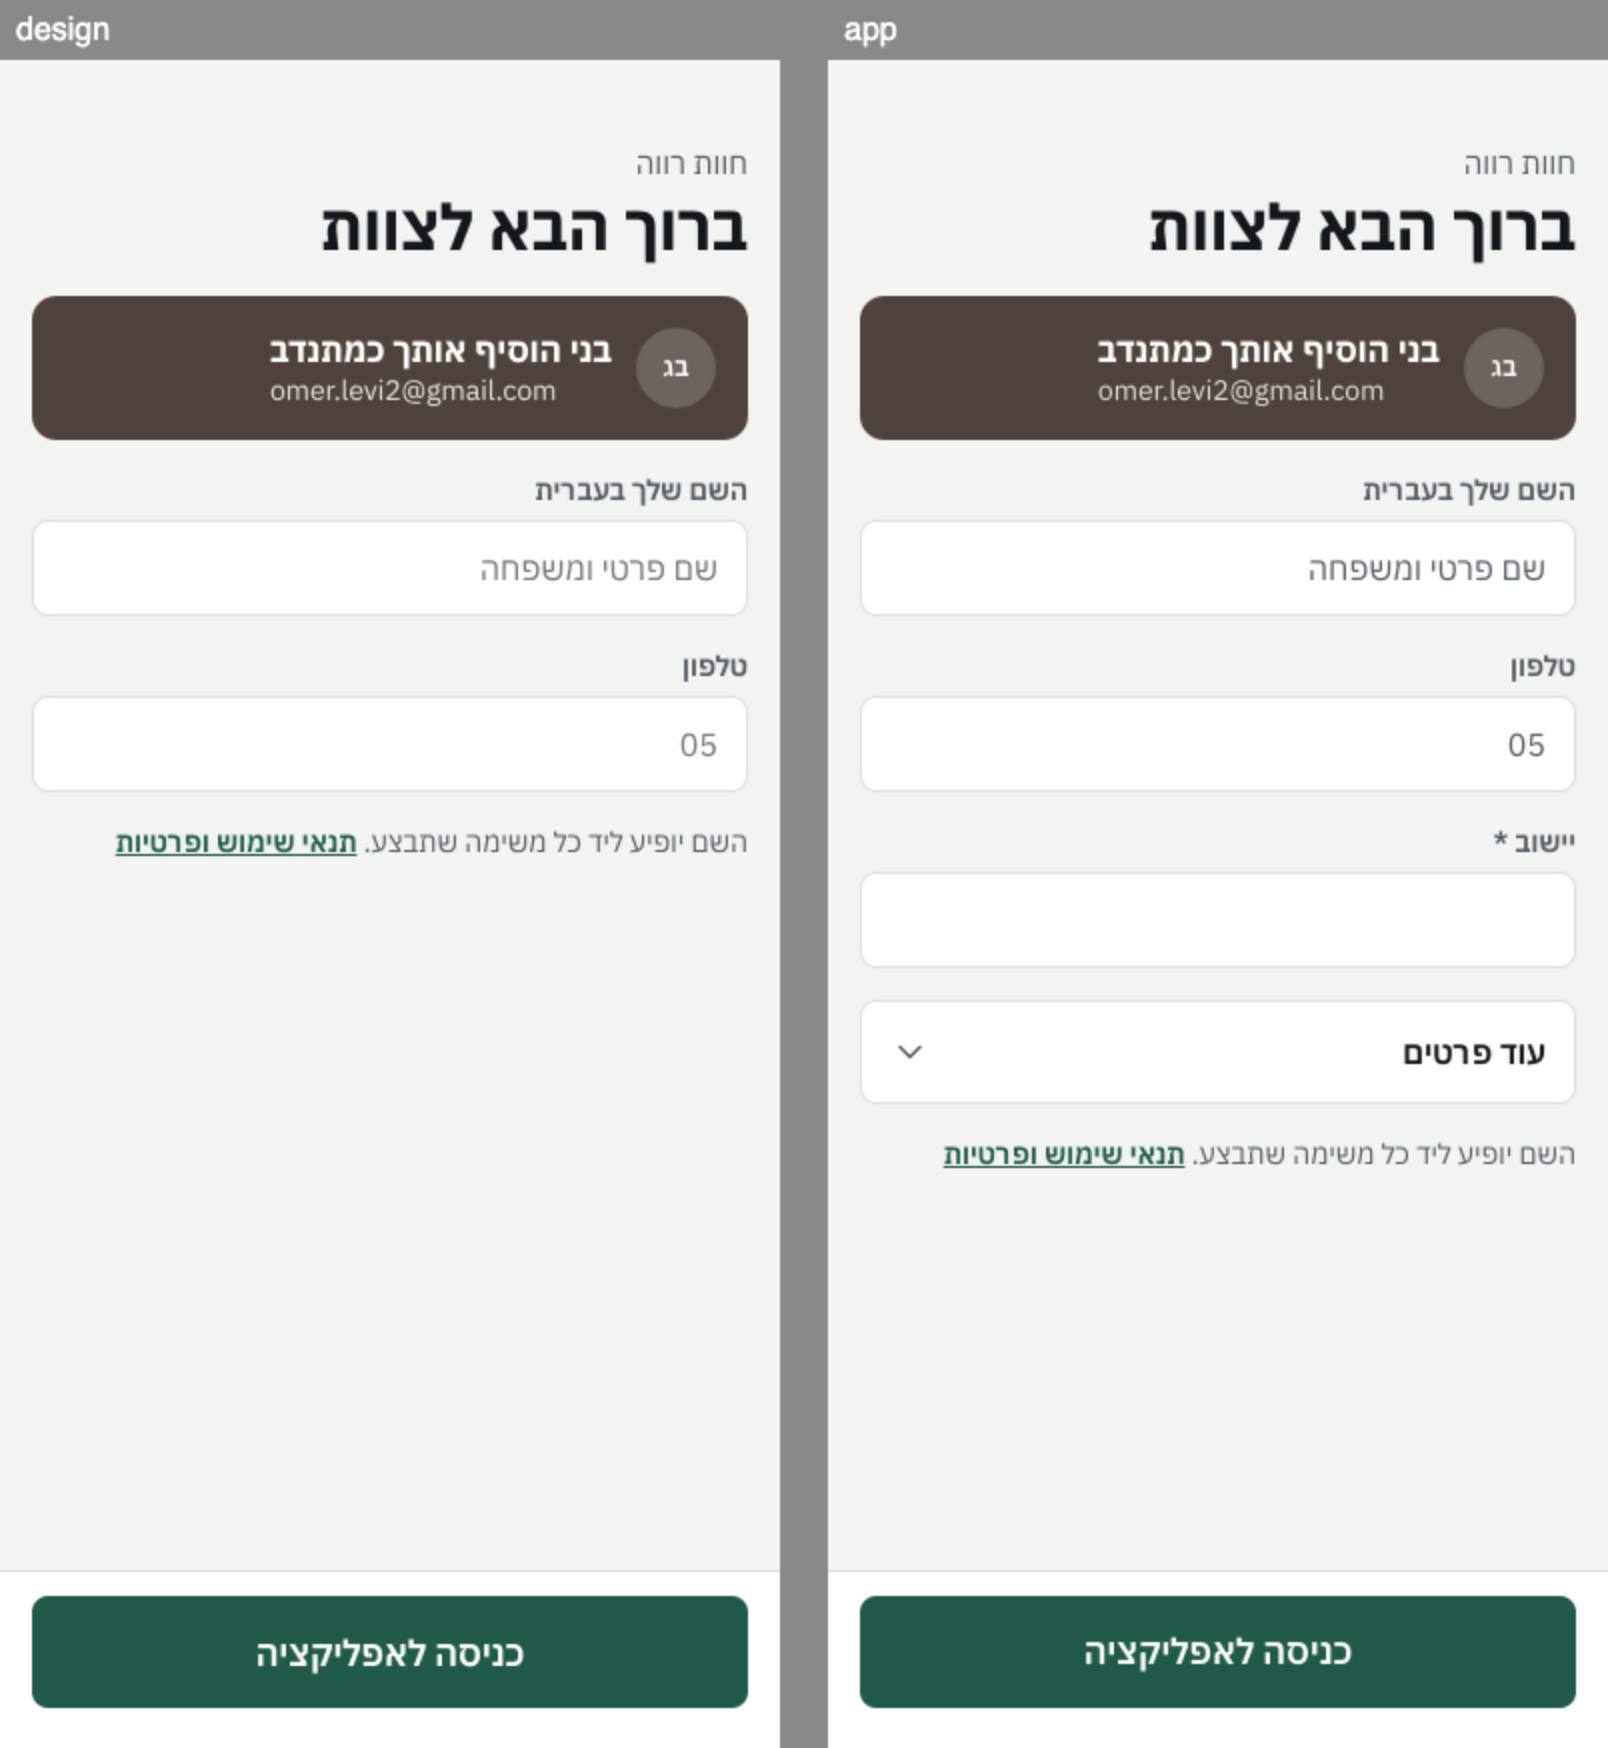 design
חוות רווה
ברוך הבא לצוות
בג
בני הוסיף אותך כמתנדב
omer.levi2@gmail.com
השם שלך בעברית
שם פרטי ומשפחה
טלפון
05
השם יופיע ליד כל משימה שתבצע. תנאי שימוש ופרטיות
כניסה לאפליקציה
app
חוות רווה
ברוך הבא לצוות
בג
בני הוסיף אותך כמתנדב
omer.levi2@gmail.com
השם שלך בעברית
שם פרטי ומשפחה
טלפון
05
יישוב *
עוד פרטים
השם יופיע ליד כל משימה שתבצע. תנאי שימוש ופרטיות
כניסה לאפליקציה